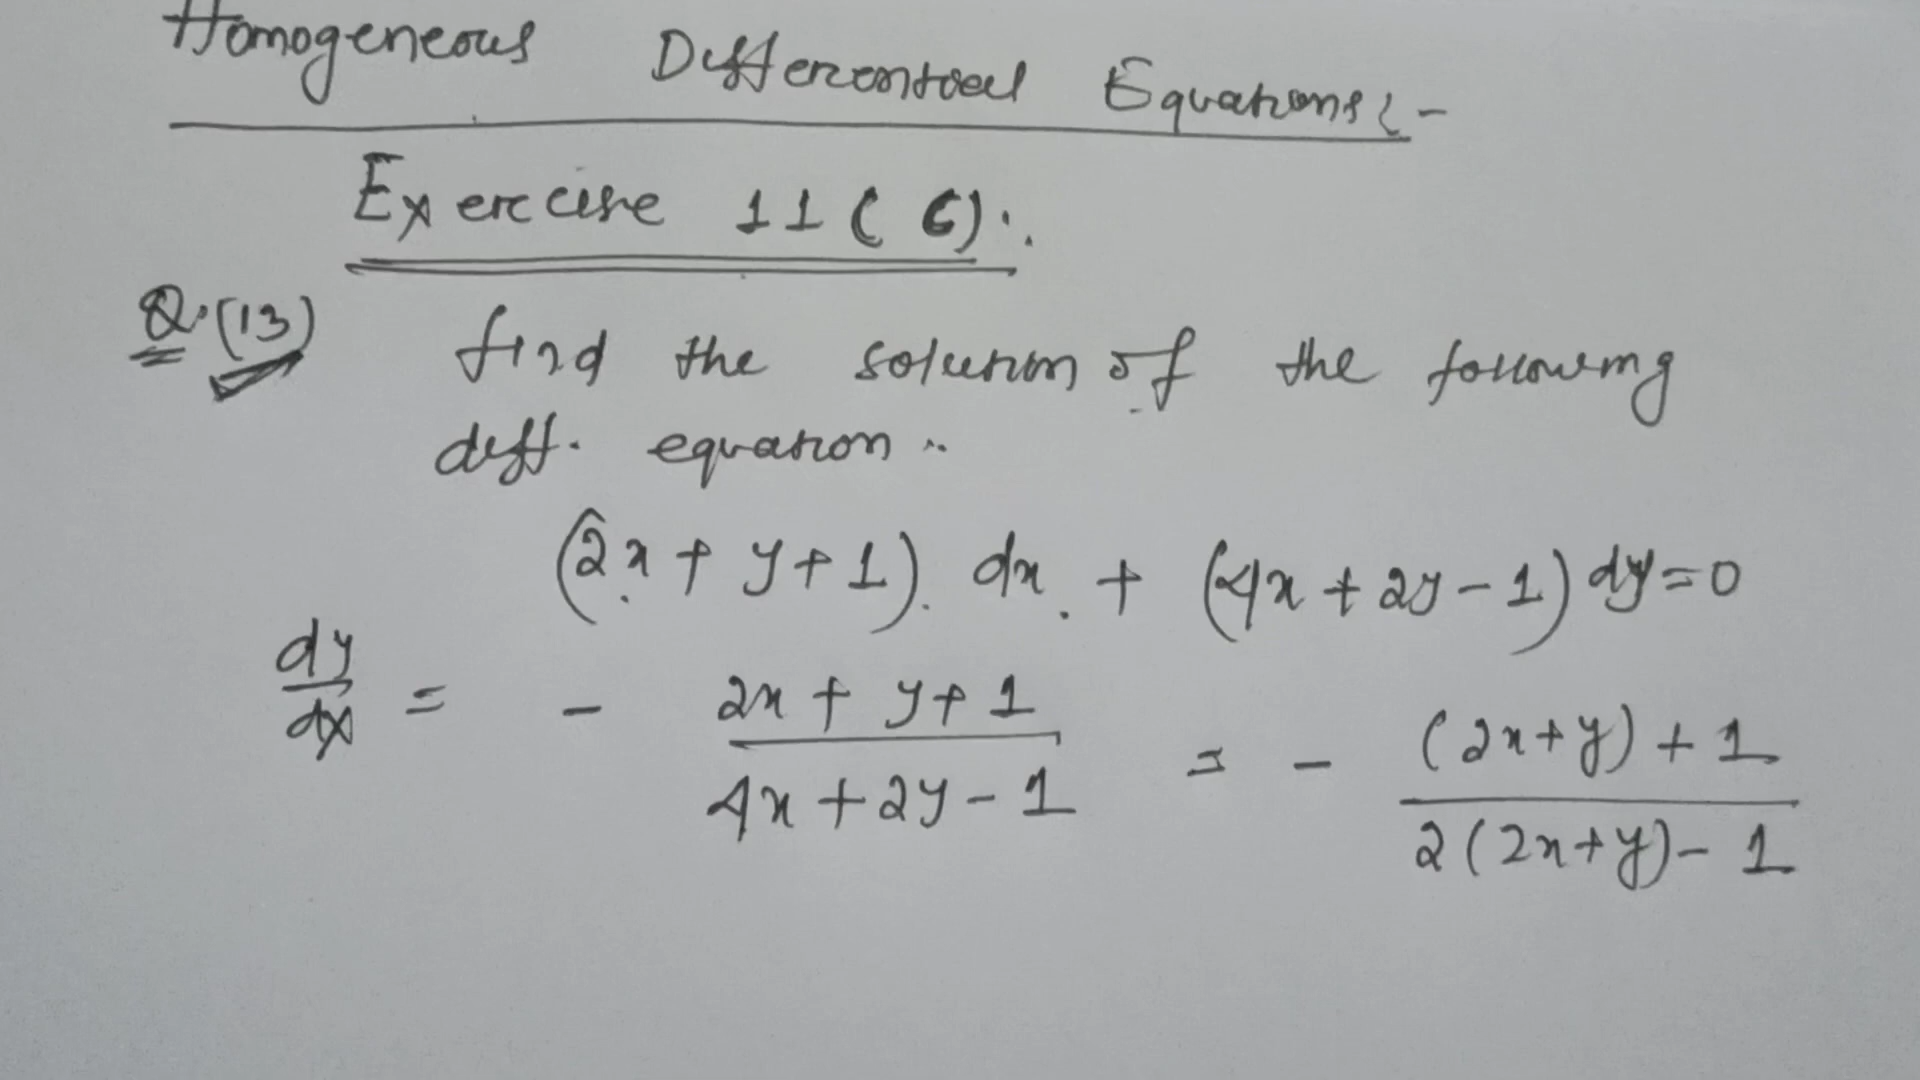 Homogeneous Differential Equations:-
Exercise 11(6):
Q.(13) find the solution of the following
diff. equation :
(2x + y + 1). dx + (4x + 2y - 1) dy = 0
dy/dx = - (2x + y + 1)/(4x + 2y - 1) = - ((2x+y) + 1)/(2(2x+y) - 1)